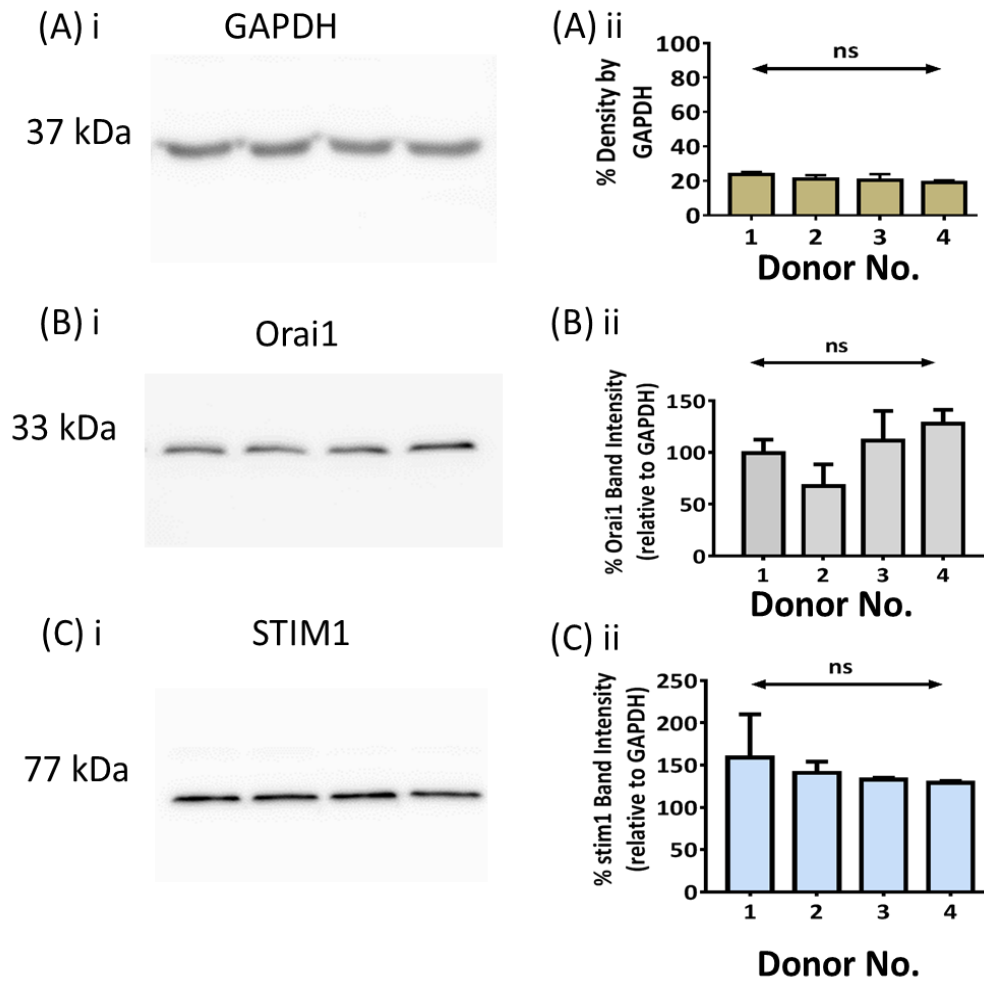 (A) i
GAPDH
37 kDa
(A) ii
ns
% Density by
GAPDH
100
80
60
40
20
0
1 2 3 4
Donor No.
(B) i
Orai1
33 kDa
(B) ii
ns
% Orai1 Band Intensity
(relative to GAPDH)
150
100
50
0
1 2 3 4
Donor No.
(C) i
STIM1
77 kDa
(C) ii
ns
% stim1 Band Intensity
(relative to GAPDH)
250
200
150
100
50
0
1 2 3 4
Donor No.